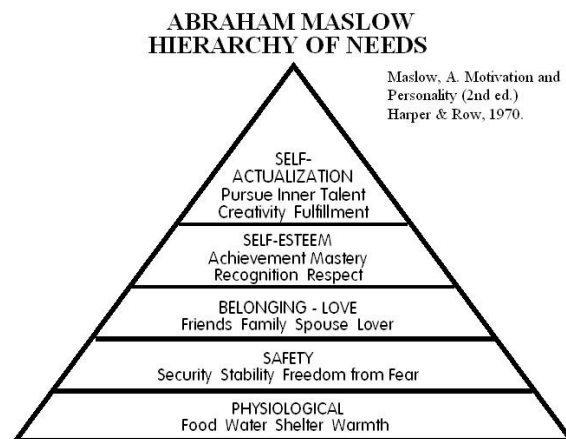 ABRAHAM MASLOW
HIERARCHY OF NEEDS
Maslow, A. Motivation and
Personality (2nd ed.)
Harper & Row, 1970.
SELF-
ACTUALIZATION
Pursue Inner Talent
Creativity Fulfillment
SELF-ESTEEM
Achievement Mastery
Recognition Respect
BELONGING - LOVE
Friends Family Spouse Lover
SAFETY
Security Stability Freedom from Fear
PHYSIOLOGICAL
Food Water Shelter Warmth